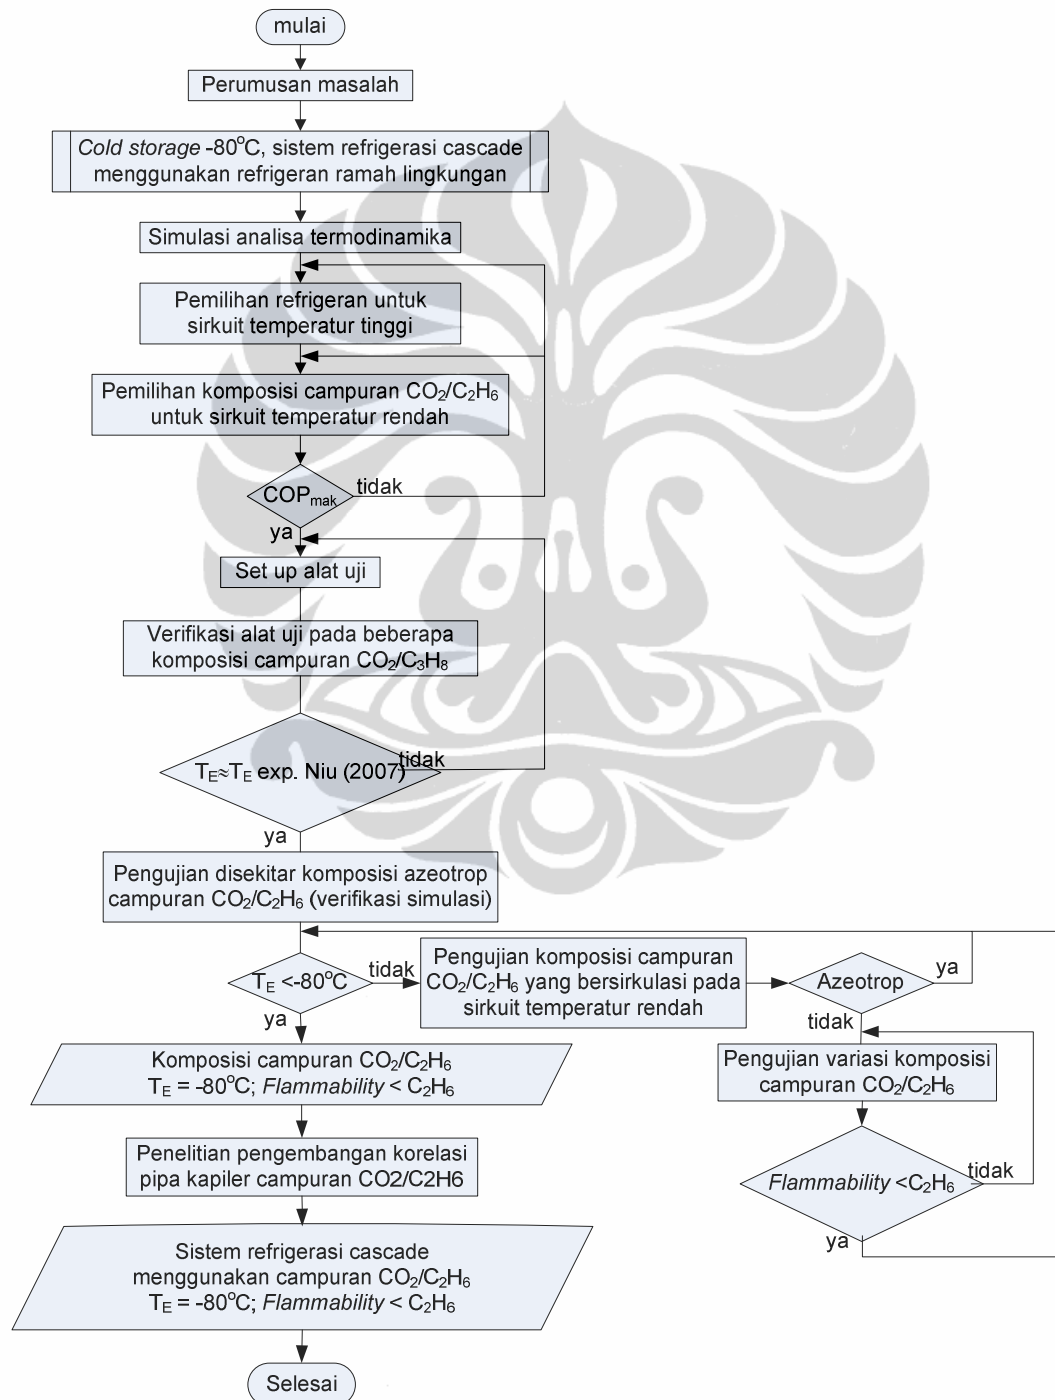 mulai
Perumusan masalah
Cold storage -80°C, sistem refrigerasi cascade
menggunakan refrigeran ramah lingkungan
Simulasi analisa termodinamika
Pemilihan refrigeran untuk
sirkuit temperatur tinggi
Pemilihan komposisi campuran CO₂/C₂H₆
untuk sirkuit temperatur rendah
COPmak
tidak
ya
Set up alat uji
Verifikasi alat uji pada beberapa
komposisi campuran CO₂/C₃H₈
T_E≈T_E exp. Niu (2007)
tidak
ya
Pengujian disekitar komposisi azeotrop
campuran CO₂/C₂H₆ (verifikasi simulasi)
T_E <-80°C
tidak
ya
Pengujian komposisi campuran
CO₂/C₂H₆ yang bersirkulasi pada
sirkuit temperatur rendah
Azeotrop
ya
tidak
Pengujian variasi komposisi
campuran CO₂/C₂H₆
Flammability <C₂H₆
tidak
ya
Komposisi campuran CO₂/C₂H₆
T_E = -80°C; Flammability < C₂H₆
Penelitian pengembangan korelasi
pipa kapiler campuran CO2/C2H6
Sistem refrigerasi cascade
menggunakan campuran CO₂/C₂H₆
T_E = -80°C; Flammability < C₂H₆
Selesai